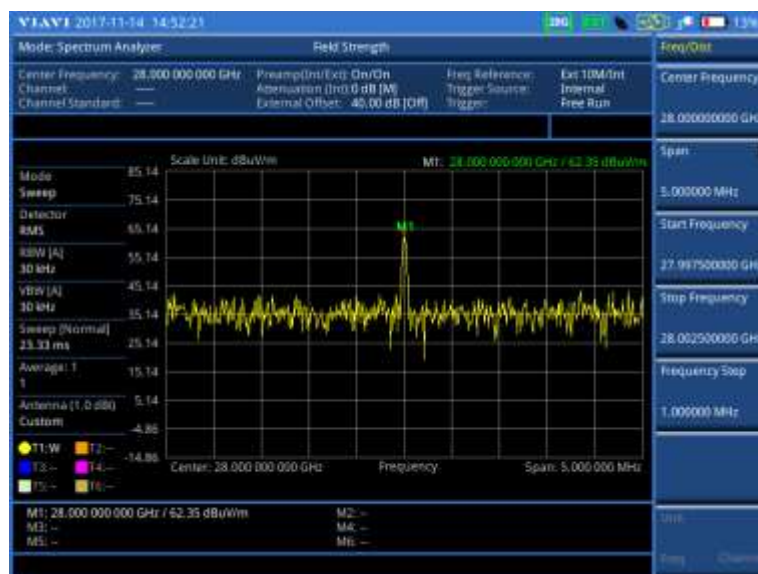 VIAVI 2017-11-14 14:52:21
13%
Mode: Spectrum Analyzer
Field Strength
Freq/Dist
Center Frequency: 28.000 000 000 GHz
Channel: ---
Channel Standard: ---
Preamp(Int/Ext): On/On
Attenuation (Int): 0 dB [M]
External Offset: 40.00 dB [Off]
Freq Reference: Ext 10M/Int
Trigger Source: Internal
Trigger: Free Run
Center Frequency
28.000000000 GH
Span
5.000000 MHz
Start Frequency
27.997500000 GH
Stop Frequency
28.002500000 GH
Frequency Step
1.000000 MHz
Unit
Freq
Mode
Sweep
Detector
RMS
RBW [A]
30 kHz
VBW [A]
30 kHz
Sweep [Normal]
23.33 ms
Average: 1
1
Antenna (1.0 dBi)
Custom
T1:W T2:--
T3:-- T4:--
T5:-- T6:--
Scale Unit: dBuV/m
M1: 28.000 000 000 GHz / 62.35 dBuV/m
85.14
75.14
65.14
55.14
45.14
35.14
25.14
15.14
5.14
-4.86
-14.86
M1
Center: 28.000 000 000 GHz
Frequency
Span: 5.000 000 MHz
M1: 28.000 000 000 GHz / 62.35 dBuV/m
M2: --
M3: --
M4: --
M5: --
M6: --